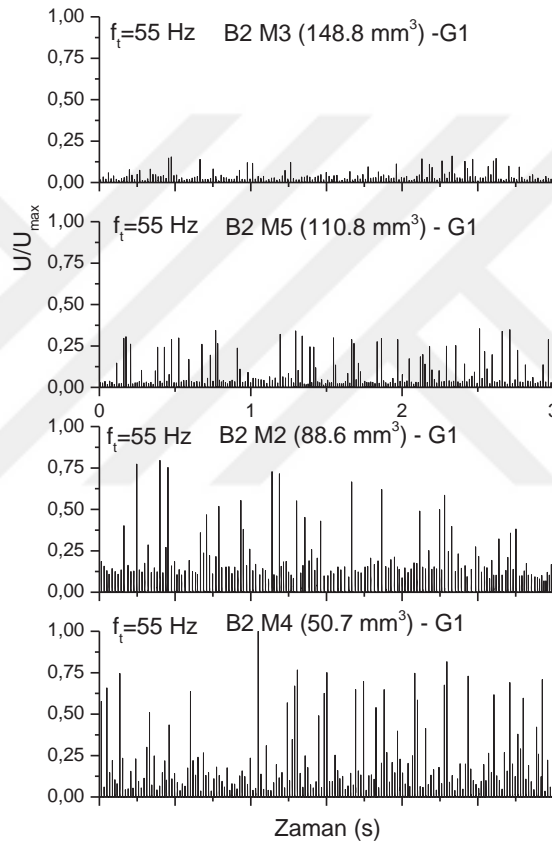 1,00
f_t=55 Hz B2 M3 (148.8 mm³) -G1
0,75
0,50
0,25
0,00
U/U_max
1,00
f_t=55 Hz B2 M5 (110.8 mm³) - G1
0,75
0,50
0,25
0,00
0 1 2 3
1,00
f_t=55 Hz B2 M2 (88.6 mm³) - G1
0,75
0,50
0,25
0,00
1,00
f_t=55 Hz B2 M4 (50.7 mm³) - G1
0,75
0,50
0,25
0,00
Zaman (s)